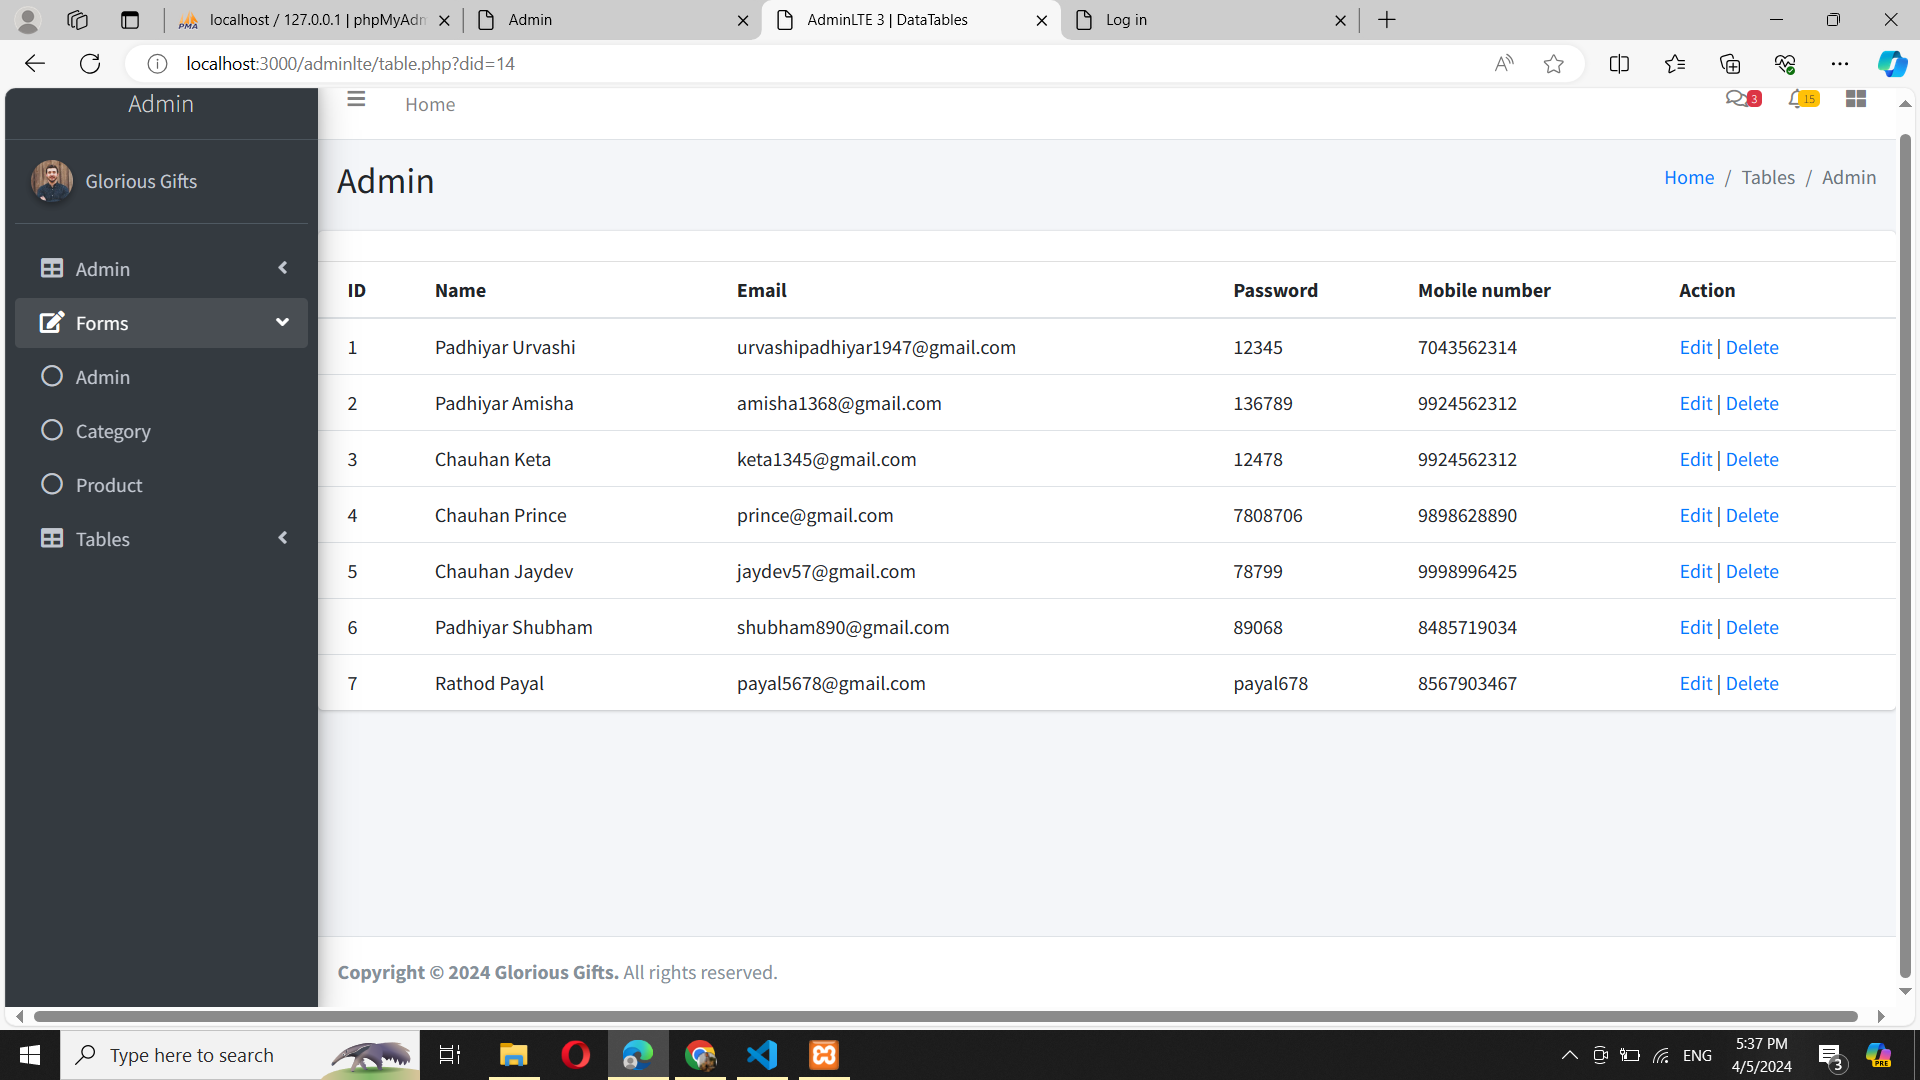 localhost / 127.0.0.1 | phpMyAdm
Admin
AdminLTE 3 | DataTables
Log in
localhost:3000/adminlte/table.php?did=14
Admin
Home
3
15
Glorious Gifts
Admin
Home / Tables / Admin
Admin
Forms
Admin
Category
Product
Tables
ID Name Email Password Mobile number Action
1 Padhiyar Urvashi urvashipadhiyar1947@gmail.com 12345 7043562314 Edit | Delete
2 Padhiyar Amisha amisha1368@gmail.com 136789 9924562312 Edit | Delete
3 Chauhan Keta keta1345@gmail.com 12478 9924562312 Edit | Delete
4 Chauhan Prince prince@gmail.com 7808706 9898628890 Edit | Delete
5 Chauhan Jaydev jaydev57@gmail.com 78799 9998996425 Edit | Delete
6 Padhiyar Shubham shubham890@gmail.com 89068 8485719034 Edit | Delete
7 Rathod Payal payal5678@gmail.com payal678 8567903467 Edit | Delete
Copyright © 2024 Glorious Gifts. All rights reserved.
Type here to search
ENG
5:37 PM
4/5/2024
3
PRE